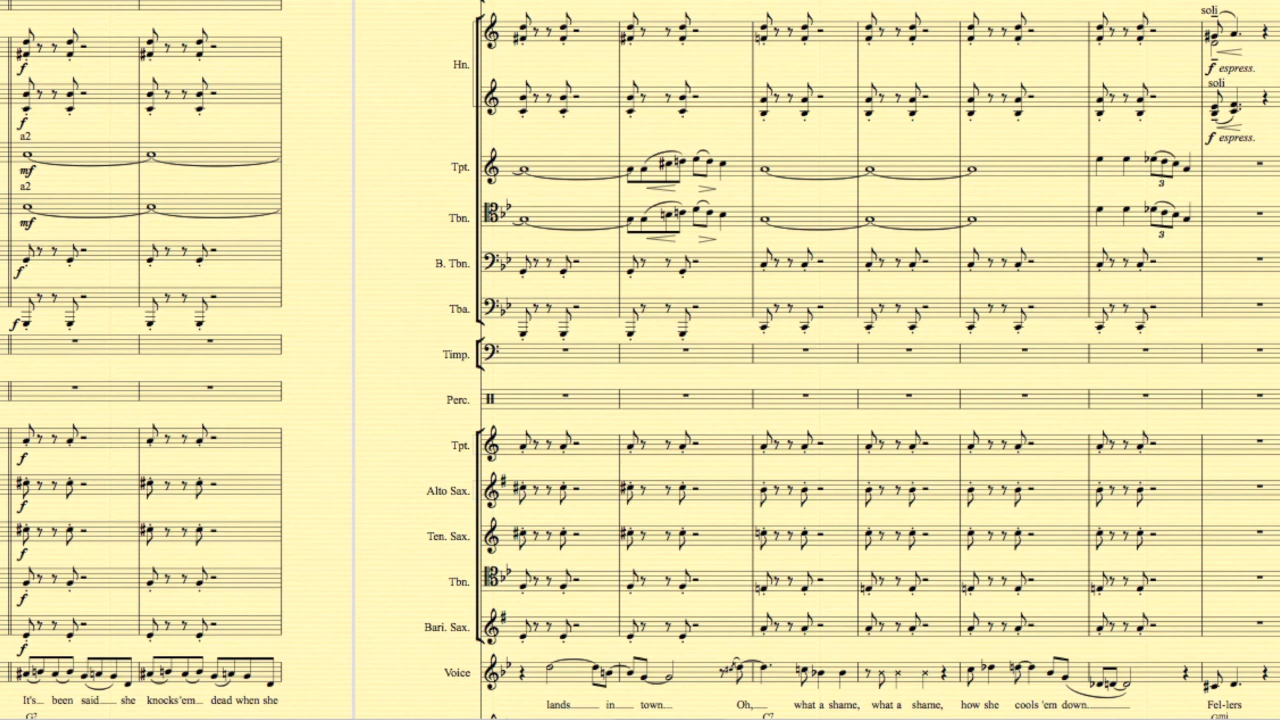 f
f
a2
mf
a2
mf
f
f
f
f
f
f
f
It's been said she knocks 'em dead when she
G7
soli
Hn.
f espress.
soli
f espress.
Tpt.
3
Tbn.
3
B. Tbn.
Tba.
Timp.
Perc.
Tpt.
Alto Sax.
Ten. Sax.
Tbn.
Bari. Sax.
Voice
lands in town. Oh, what a shame, what a shame, how she cools 'em down. Fel-lers
C7 Gmi